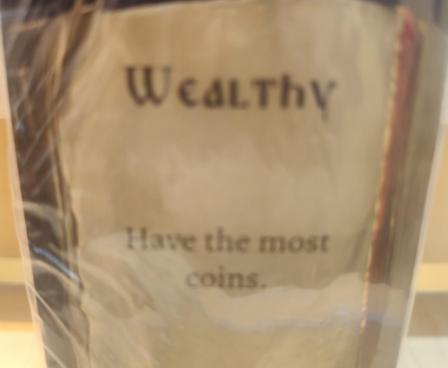 Wealthy
Have the most
coins.